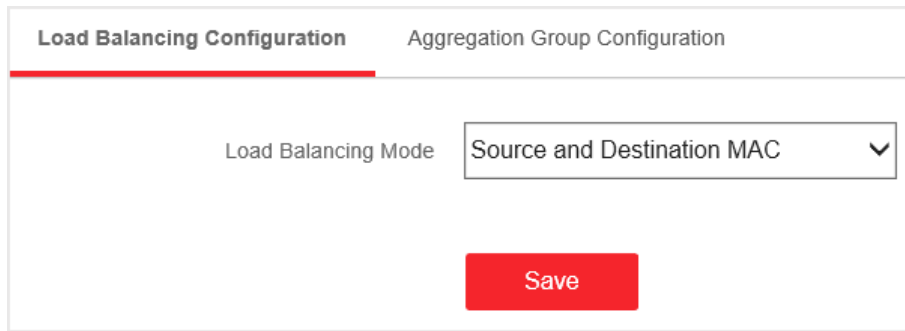 Load Balancing Configuration Aggregation Group Configuration
Load Balancing Mode Source and Destination MAC
Save